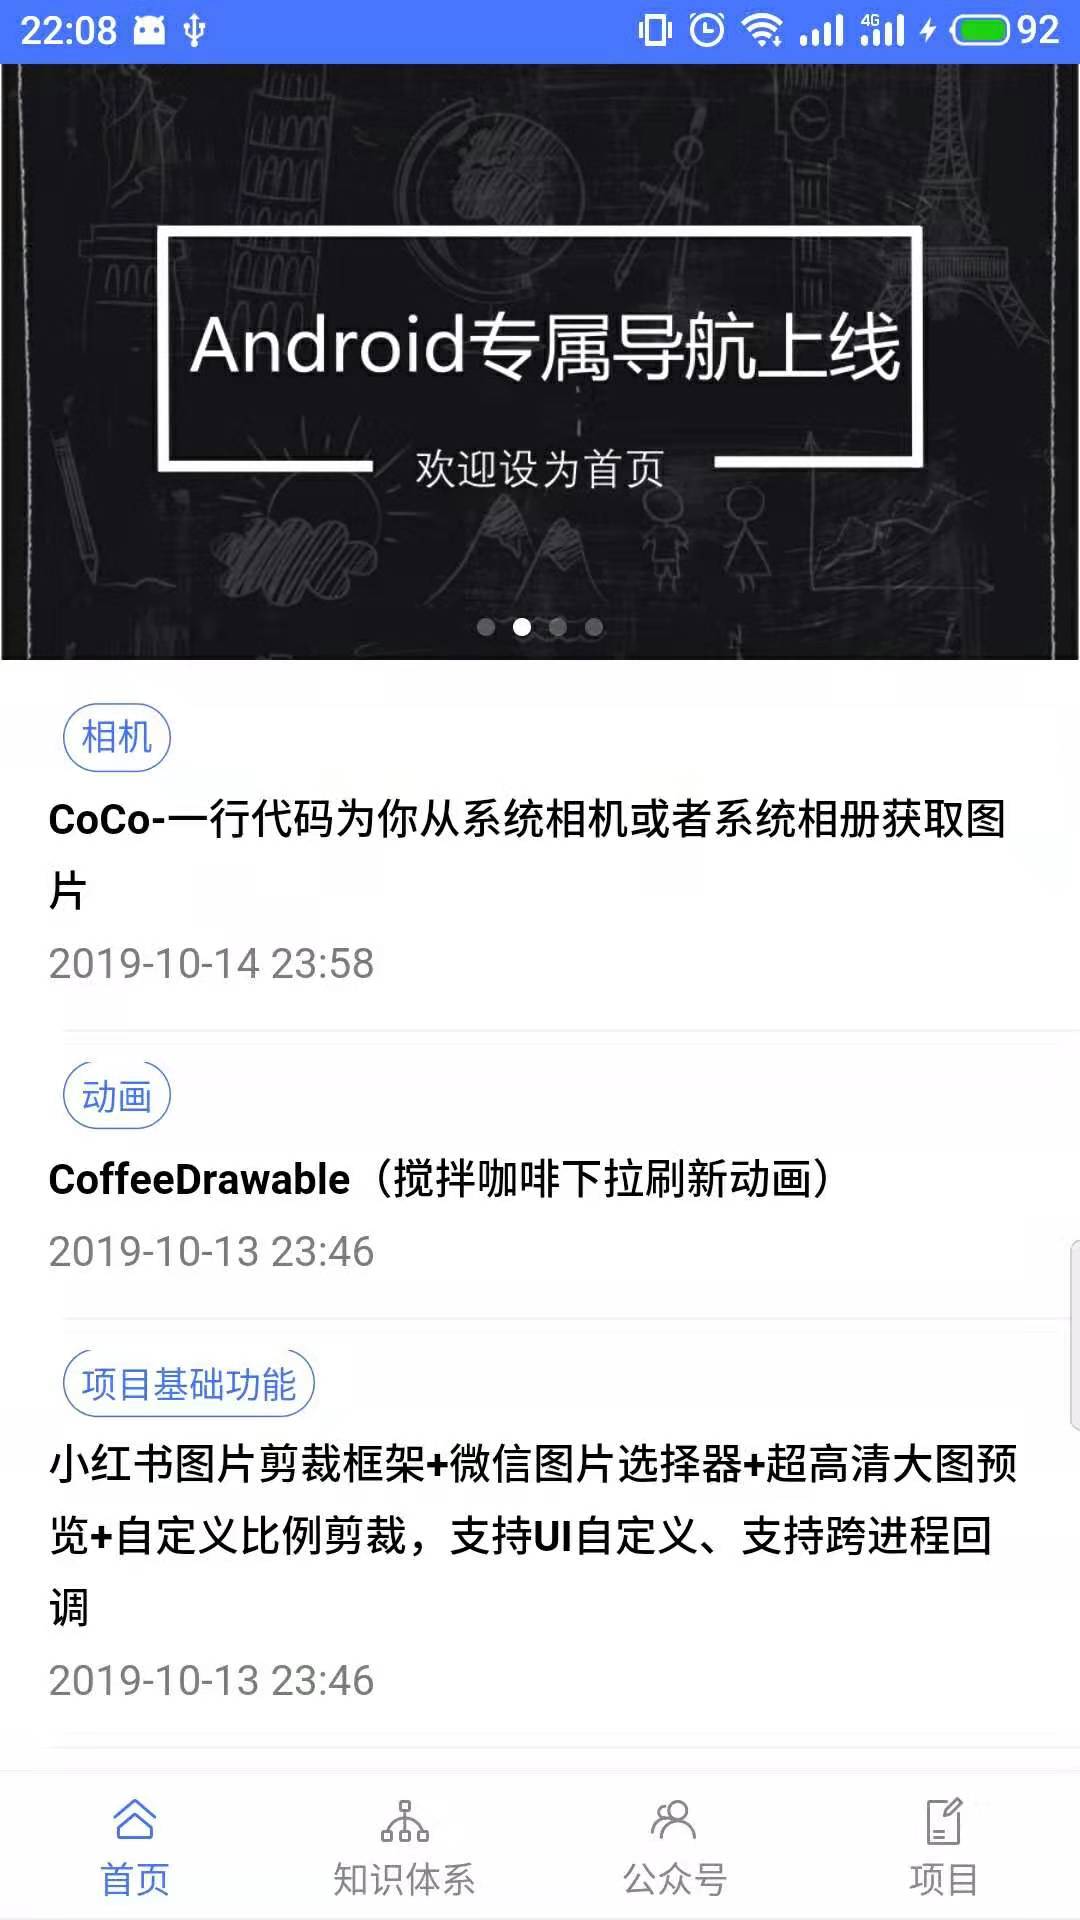 22:08 4G 92
Android专属导航上线
欢迎设为首页
相机
CoCo-一行代码为你从系统相机或者系统相册获取图
片
2019-10-14 23:58
动画
CoffeeDrawable（搅拌咖啡下拉刷新动画）
2019-10-13 23:46
项目基础功能
小红书图片剪裁框架+微信图片选择器+超高清大图预
览+自定义比例剪裁，支持UI自定义、支持跨进程回
调
2019-10-13 23:46
首页 知识体系 公众号 项目